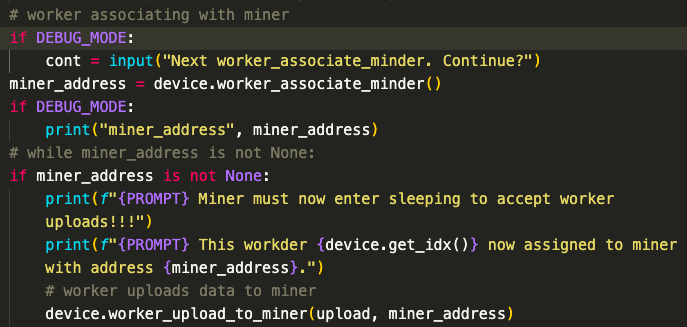 # worker associating with miner
if DEBUG_MODE:
    cont = input("Next worker_associate_minder. Continue?")
miner_address = device.worker_associate_minder()
if DEBUG_MODE:
    print("miner_address", miner_address)
# while miner_address is not None:
if miner_address is not None:
    print(f"{PROMPT} Miner must now enter sleeping to accept worker
    uploads!!!")
    print(f"{PROMPT} This workder {device.get_idx()} now assigned to miner
    with address {miner_address}.")
    # worker uploads data to miner
    device.worker_upload_to_miner(upload, miner_address)